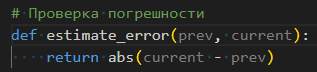 # Проверка погрешности
def estimate_error(prev, current):
    return abs(current - prev)